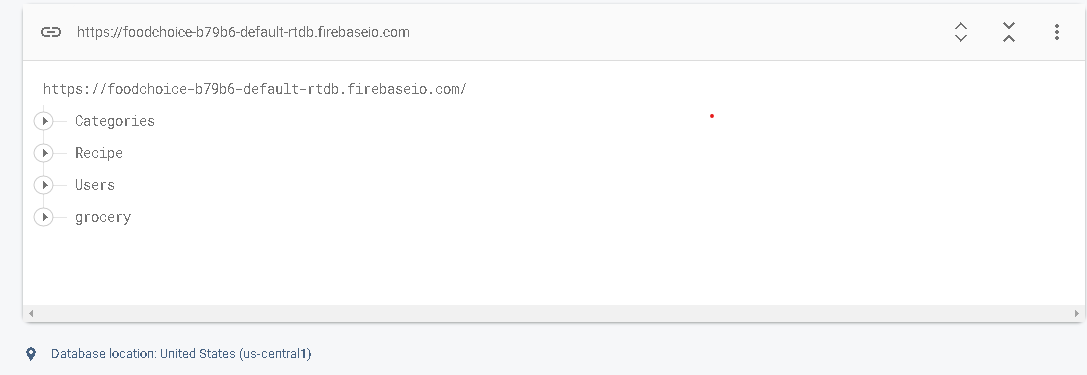 https://foodchoice-b79b6-default-rtdb.firebaseio.com
https://foodchoice-b79b6-default-rtdb.firebaseio.com/
Categories
Recipe
Users
grocery
Database location: United States (us-central1)